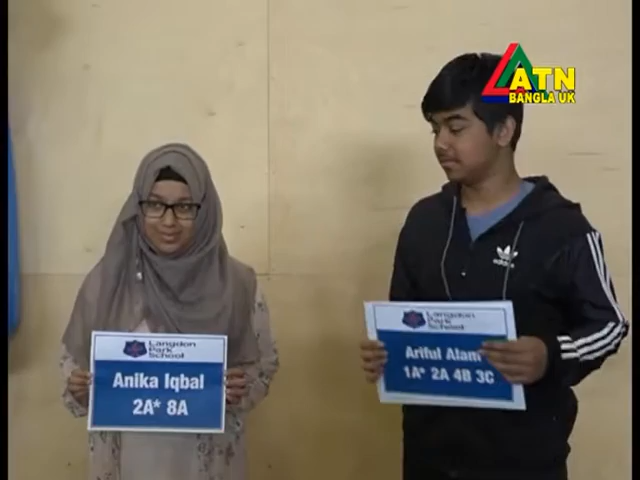 ATN
BANGLA UK
adidas
Langdon
Park
School
Anika Iqbal
2A* 8A
Langdon
Park
School
Ariful Alam
1A* 2A 4B 3C